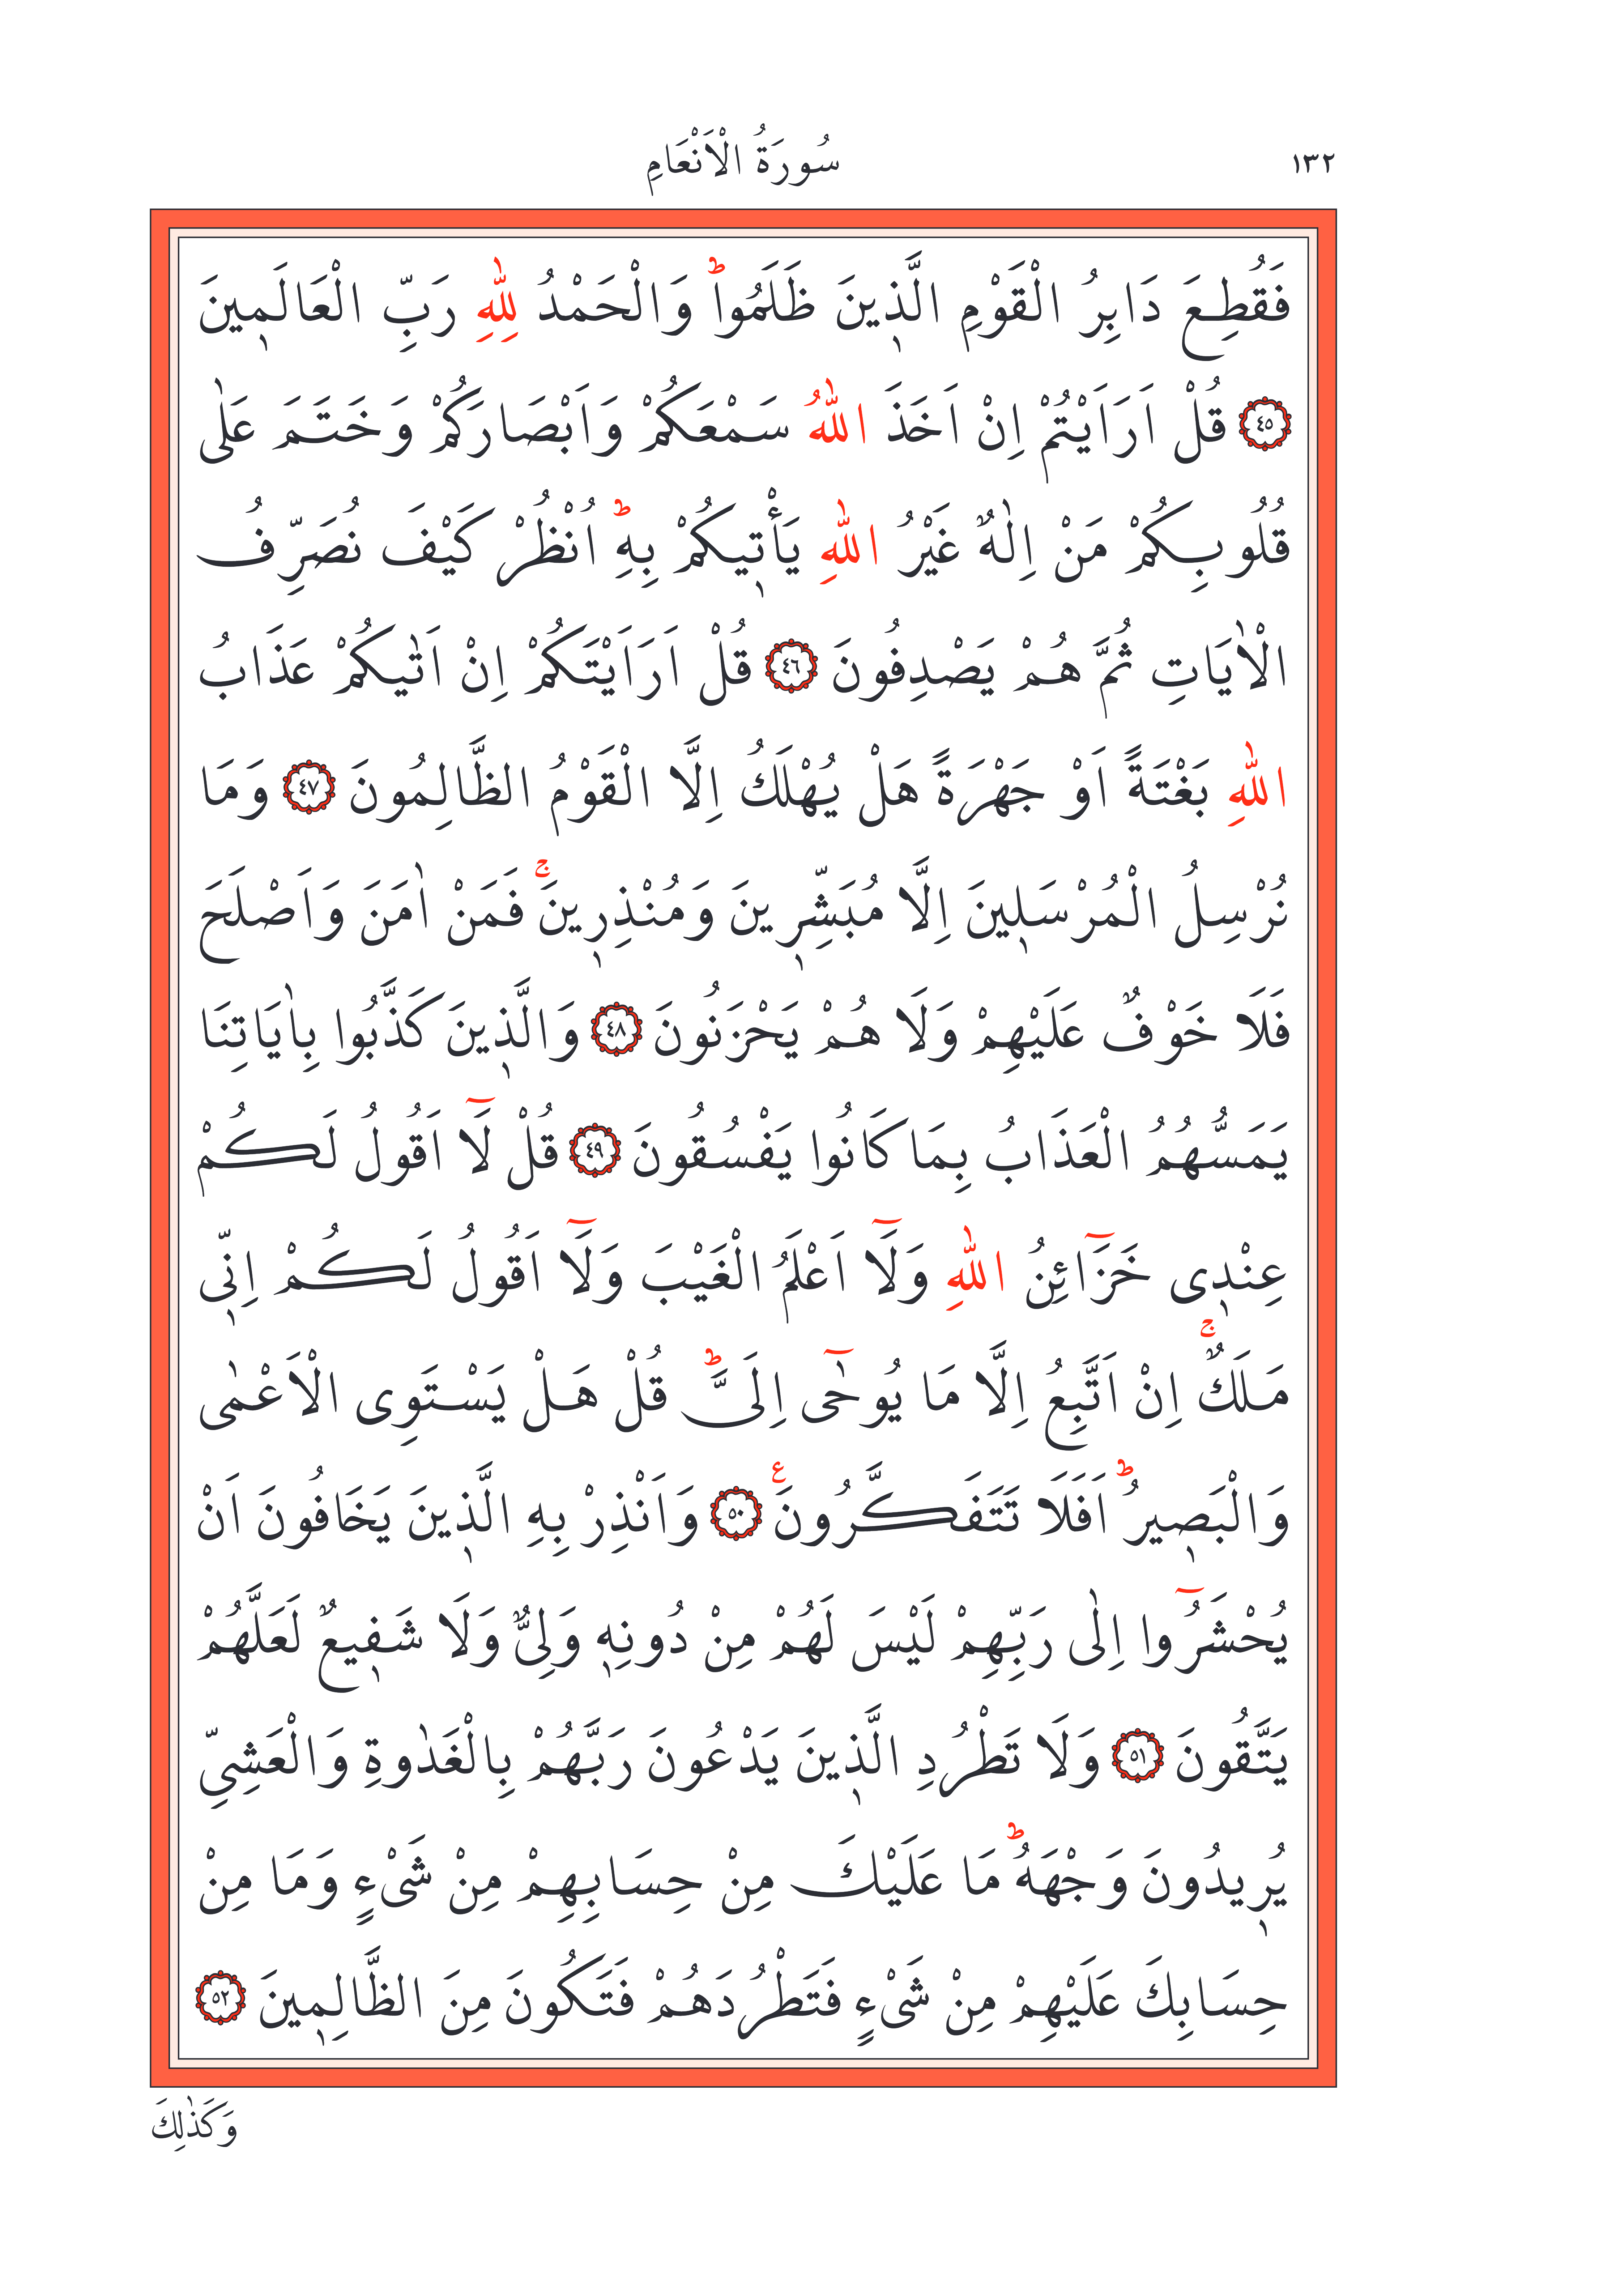 ١٣٢
سُورَةُ الْاَنْعَامِ
فَقُطِعَ دَابِرُ الْقَوْمِ الَّذ۪ينَ ظَلَمُواۜ وَالْحَمْدُ لِلّٰهِ رَبِّ الْعَالَم۪ينَ
﴿٤٥﴾ قُلْ اَرَاَيْتُمْ اِنْ اَخَذَ اللّٰهُ سَمْعَكُمْ وَاَبْصَارَكُمْ وَخَتَمَ عَلٰى
قُلُوبِكُمْ مَنْ اِلٰهٌ غَيْرُ اللّٰهِ يَأْت۪يكُمْ بِهِۜ اُنْظُرْ كَيْفَ نُصَرِّفُ
الْاٰيَاتِ ثُمَّ هُمْ يَصْدِفُونَ ﴿٤٦﴾ قُلْ اَرَاَيْتَكُمْ اِنْ اَتٰيكُمْ عَذَابُ
اللّٰهِ بَغْتَةً اَوْ جَهْرَةً هَلْ يُهْلَكُ اِلَّا الْقَوْمُ الظَّالِمُونَ ﴿٤٧﴾ وَمَا
نُرْسِلُ الْمُرْسَل۪ينَ اِلَّا مُبَشِّر۪ينَ وَمُنْذِر۪ينَۚ فَمَنْ اٰمَنَ وَاَصْلَحَ
فَلَا خَوْفٌ عَلَيْهِمْ وَلَا هُمْ يَحْزَنُونَ ﴿٤٨﴾ وَالَّذ۪ينَ كَذَّبُوا بِاٰيَاتِنَا
يَمَسُّهُمُ الْعَذَابُ بِمَا كَانُوا يَفْسُقُونَ ﴿٤٩﴾ قُلْ لَٓا اَقُولُ لَكُمْ
عِنْد۪ى خَزَٓائِنُ اللّٰهِ وَلَٓا اَعْلَمُ الْغَيْبَ وَلَٓا اَقُولُ لَكُمْ اِنّ۪ى
مَلَكٌۚ اِنْ اَتَّبِعُ اِلَّا مَا يُوحٰٓى اِلَىَّۜ قُلْ هَلْ يَسْتَوِى الْاَعْمٰى
وَالْبَص۪يرُۜ اَفَلَا تَتَفَكَّرُونَ۟ ﴿٥٠﴾ وَاَنْذِرْ بِهِ الَّذ۪ينَ يَخَافُونَ اَنْ
يُحْشَرُٓوا اِلٰى رَبِّهِمْ لَيْسَ لَهُمْ مِنْ دُونِه۪ وَلِىٌّ وَلَا شَف۪يعٌ لَعَلَّهُمْ
يَتَّقُونَ ﴿٥١﴾ وَلَا تَطْرُدِ الَّذ۪ينَ يَدْعُونَ رَبَّهُمْ بِالْغَدٰوةِ وَالْعَشِىِّ
يُر۪يدُونَ وَجْهَهُۜ مَا عَلَيْكَ مِنْ حِسَابِهِمْ مِنْ شَىْءٍ وَمَا مِنْ
حِسَابِكَ عَلَيْهِمْ مِنْ شَىْءٍ فَتَطْرُدَهُمْ فَتَكُونَ مِنَ الظَّالِم۪ينَ ﴿٥٢﴾
وَكَذٰلِكَ